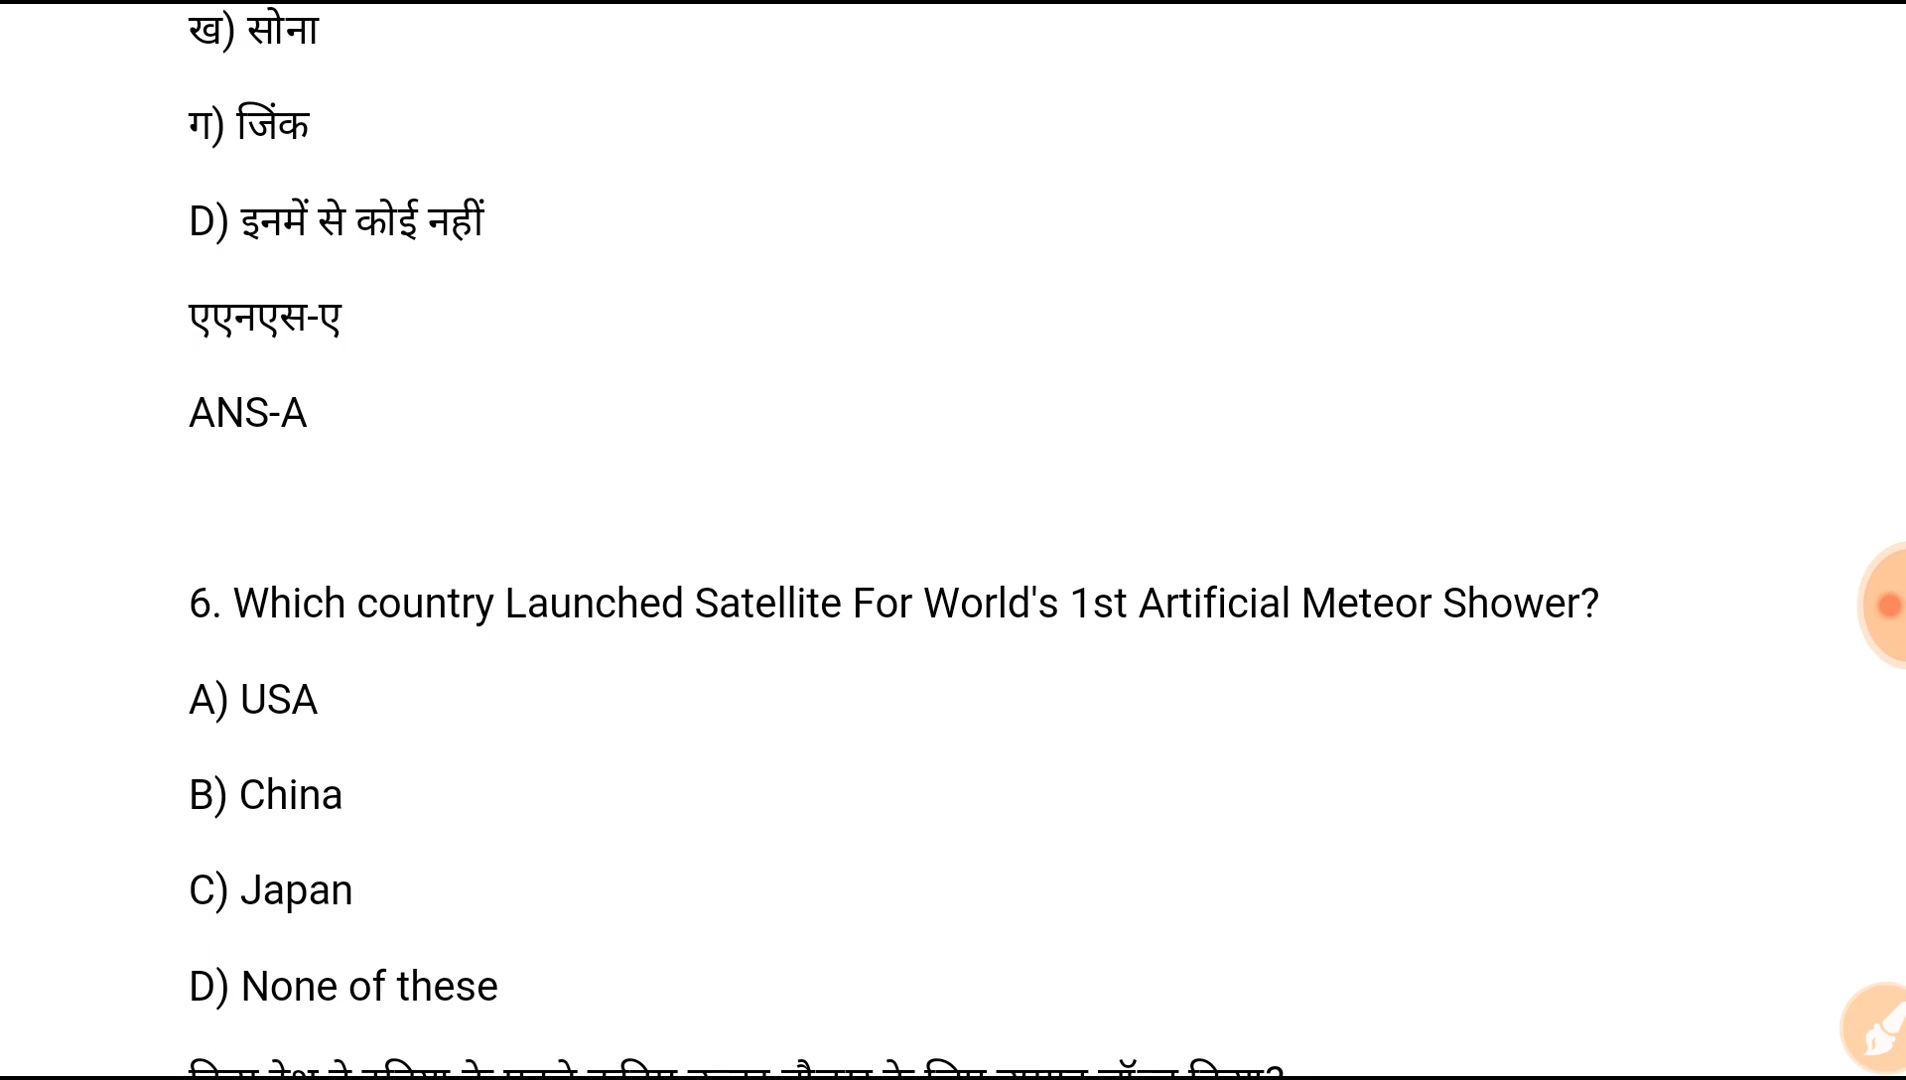 ख) सोना
ग) जिंक
D) इनमें से कोई नहीं
एएनएस-ए
ANS-A
6. Which country Launched Satellite For World's 1st Artificial Meteor Shower?
A) USA
B) China
C) Japan
D) None of these